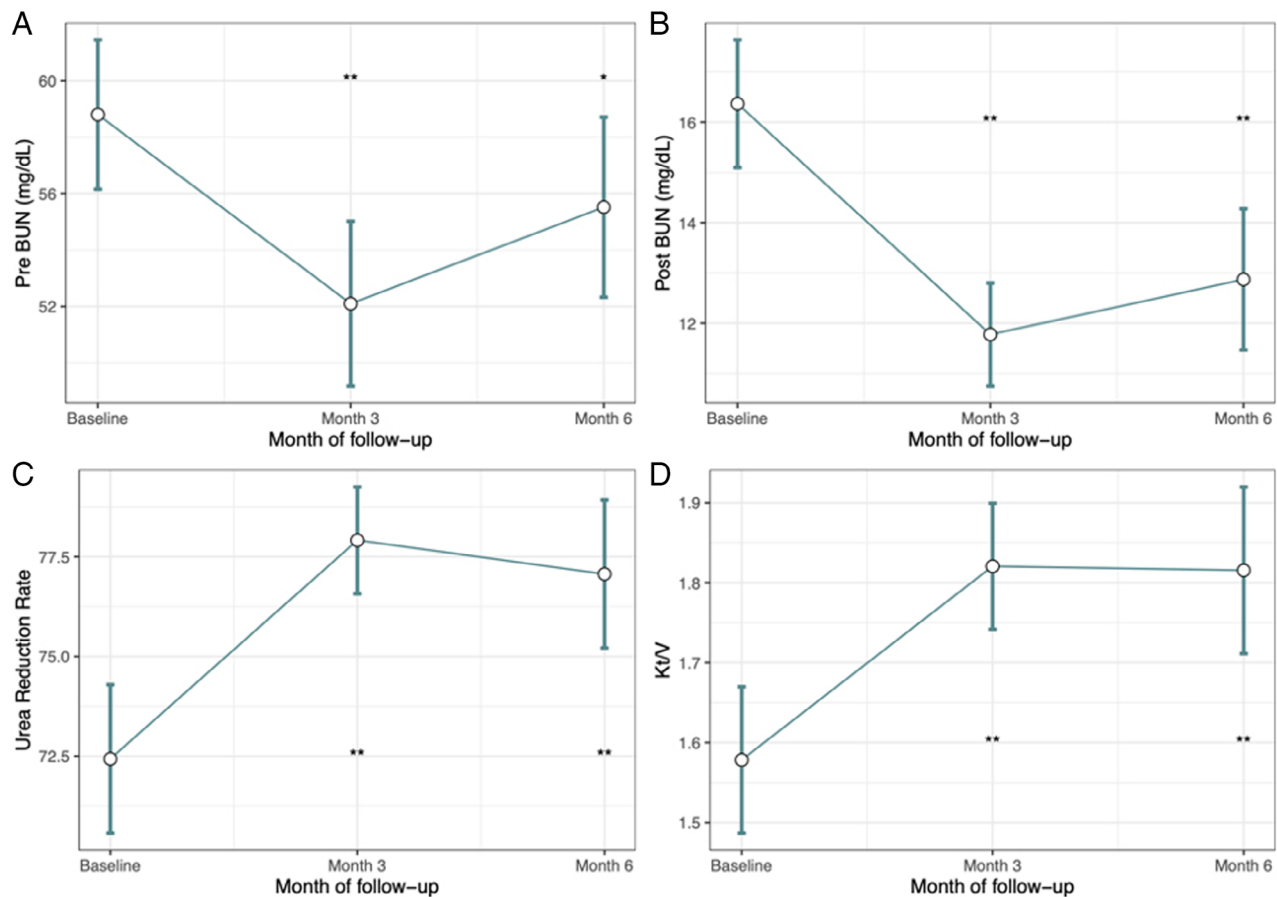 A
Pre BUN (mg/dL)
60
56
52
**
*
Baseline
Month 3
Month 6
Month of follow-up
B
Post BUN (mg/dL)
16
14
12
**
**
Baseline
Month 3
Month 6
Month of follow-up
C
Urea Reduction Rate
77.5
75.0
72.5
**
**
Baseline
Month 3
Month 6
Month of follow-up
D
Kt/V
1.9
1.8
1.7
1.6
1.5
**
**
Baseline
Month 3
Month 6
Month of follow-up